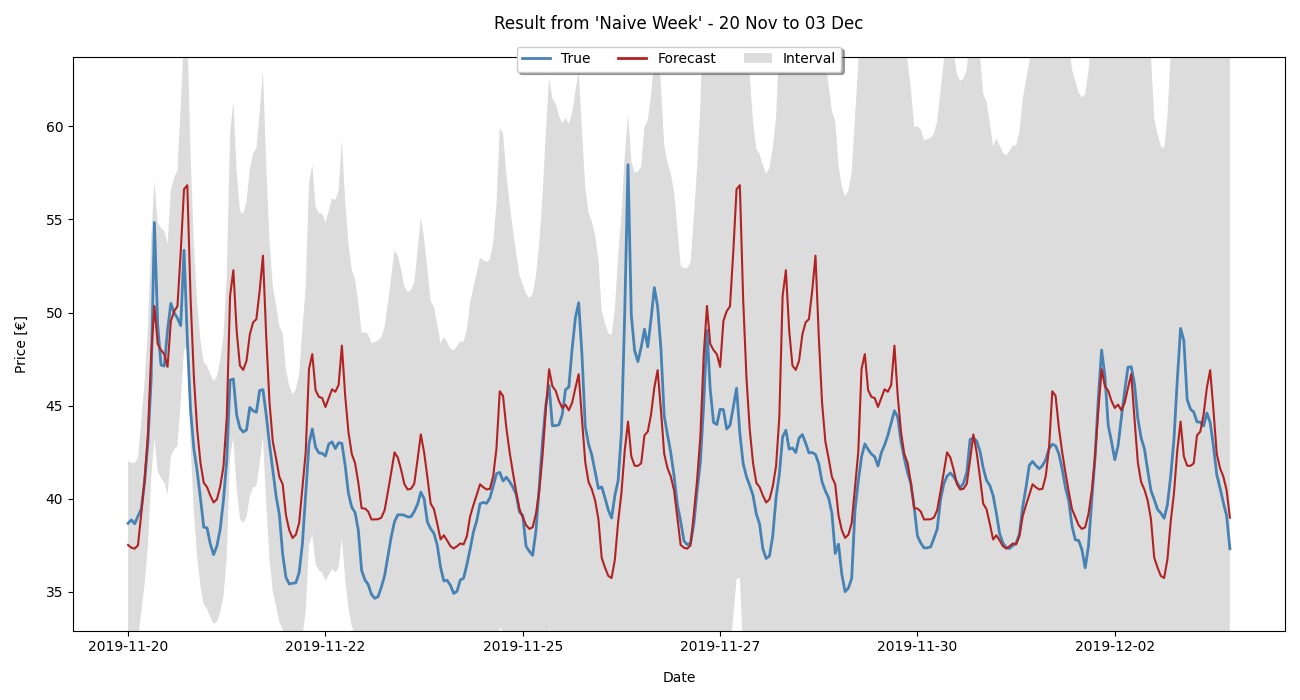 Result from 'Naive Week' - 20 Nov to 03 Dec
True Forecast Interval
Price [€]
60
55
50
45
40
35
2019-11-20 2019-11-22 2019-11-25 2019-11-27 2019-11-30 2019-12-02
Date